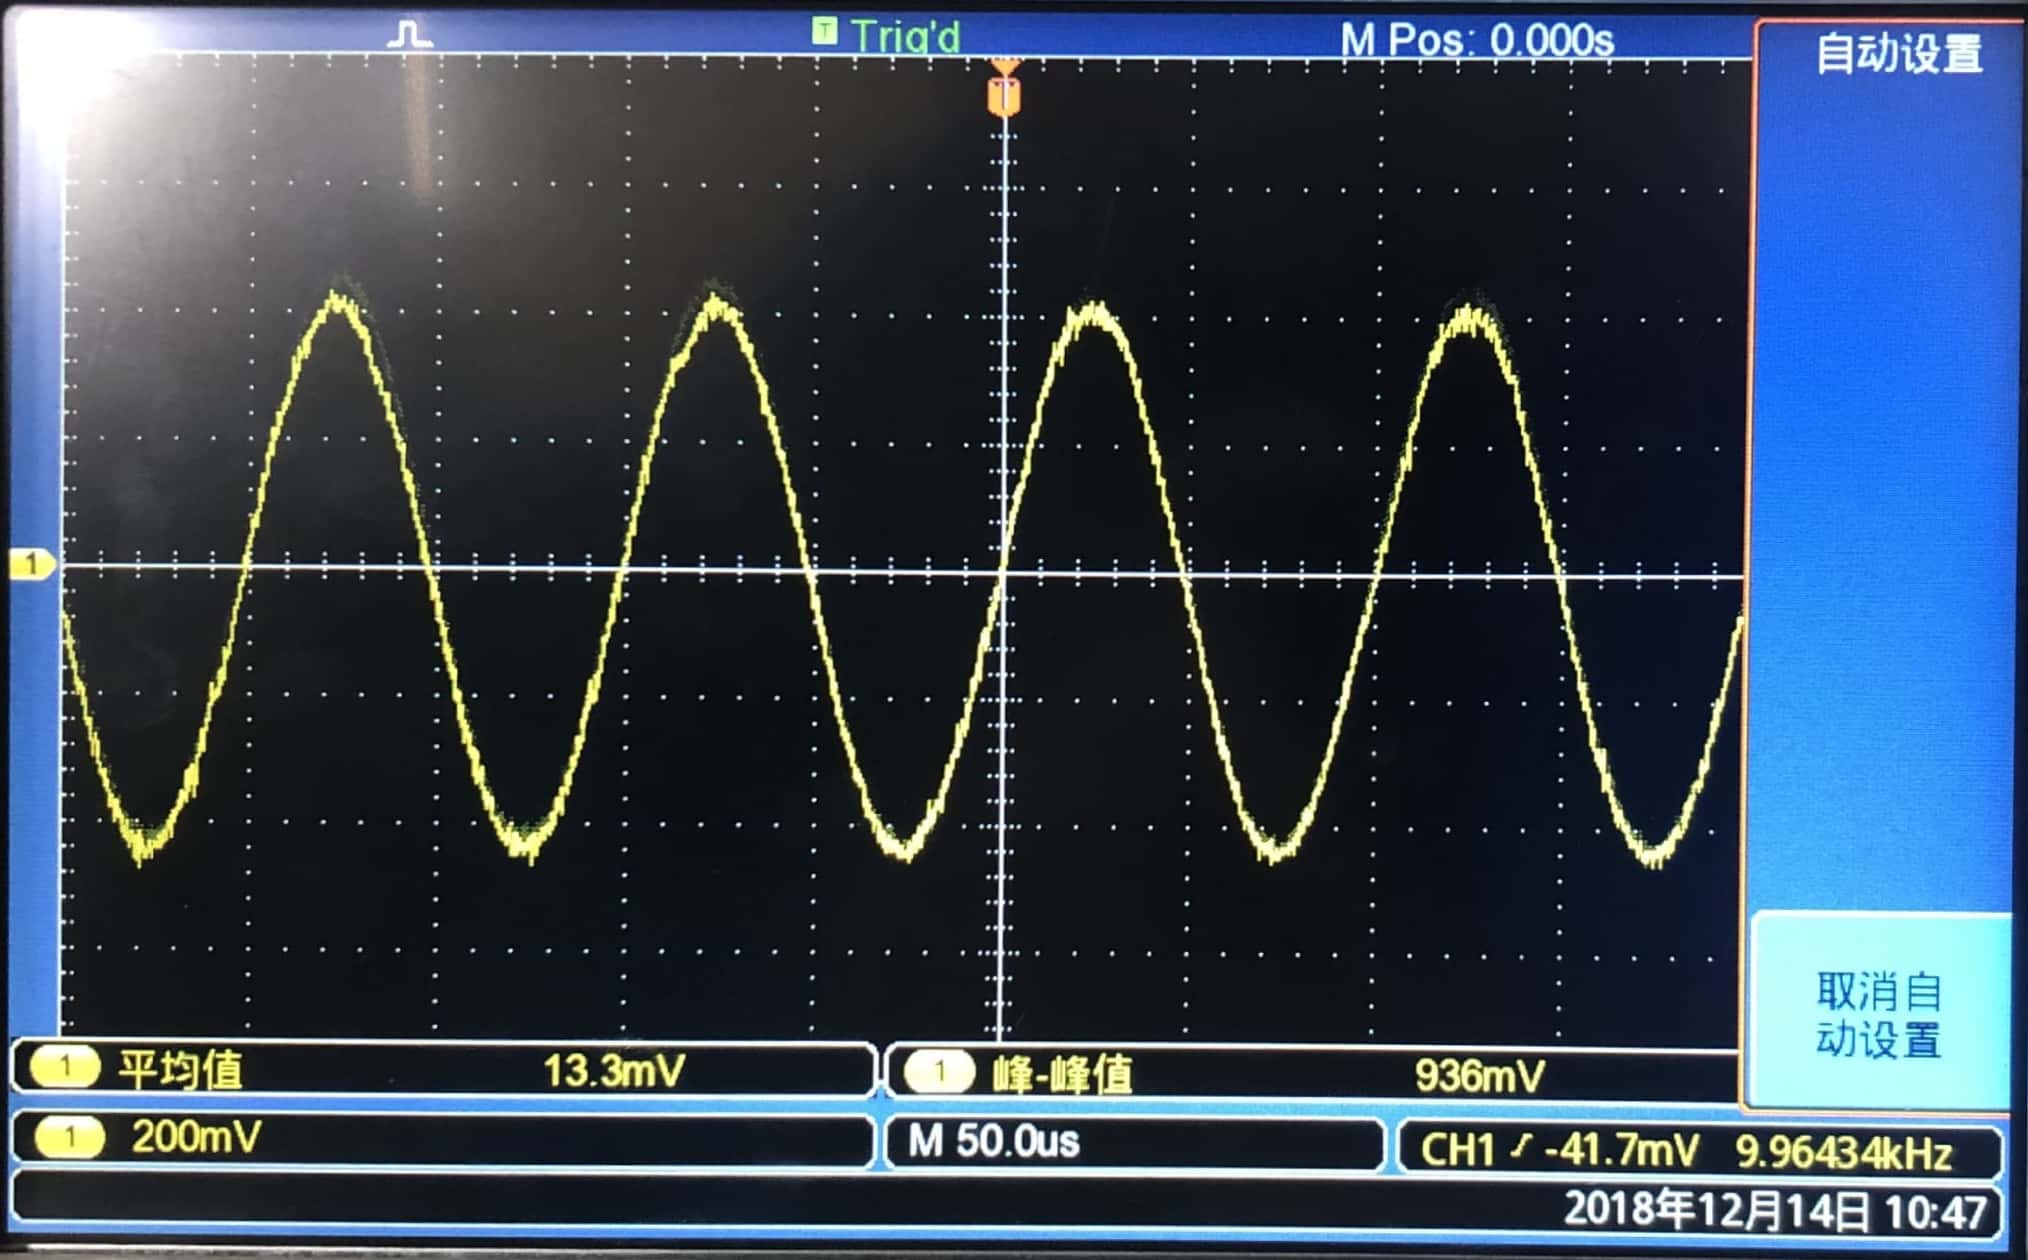 T Trig'd
M Pos: 0.000s
自动设置
T
1
取消自
动设置
1 平均值 13.3mV
1 峰-峰值 936mV
1 200mV
M 50.0us
CH1 -41.7mV 9.96434kHz
2018年12月14日 10:47